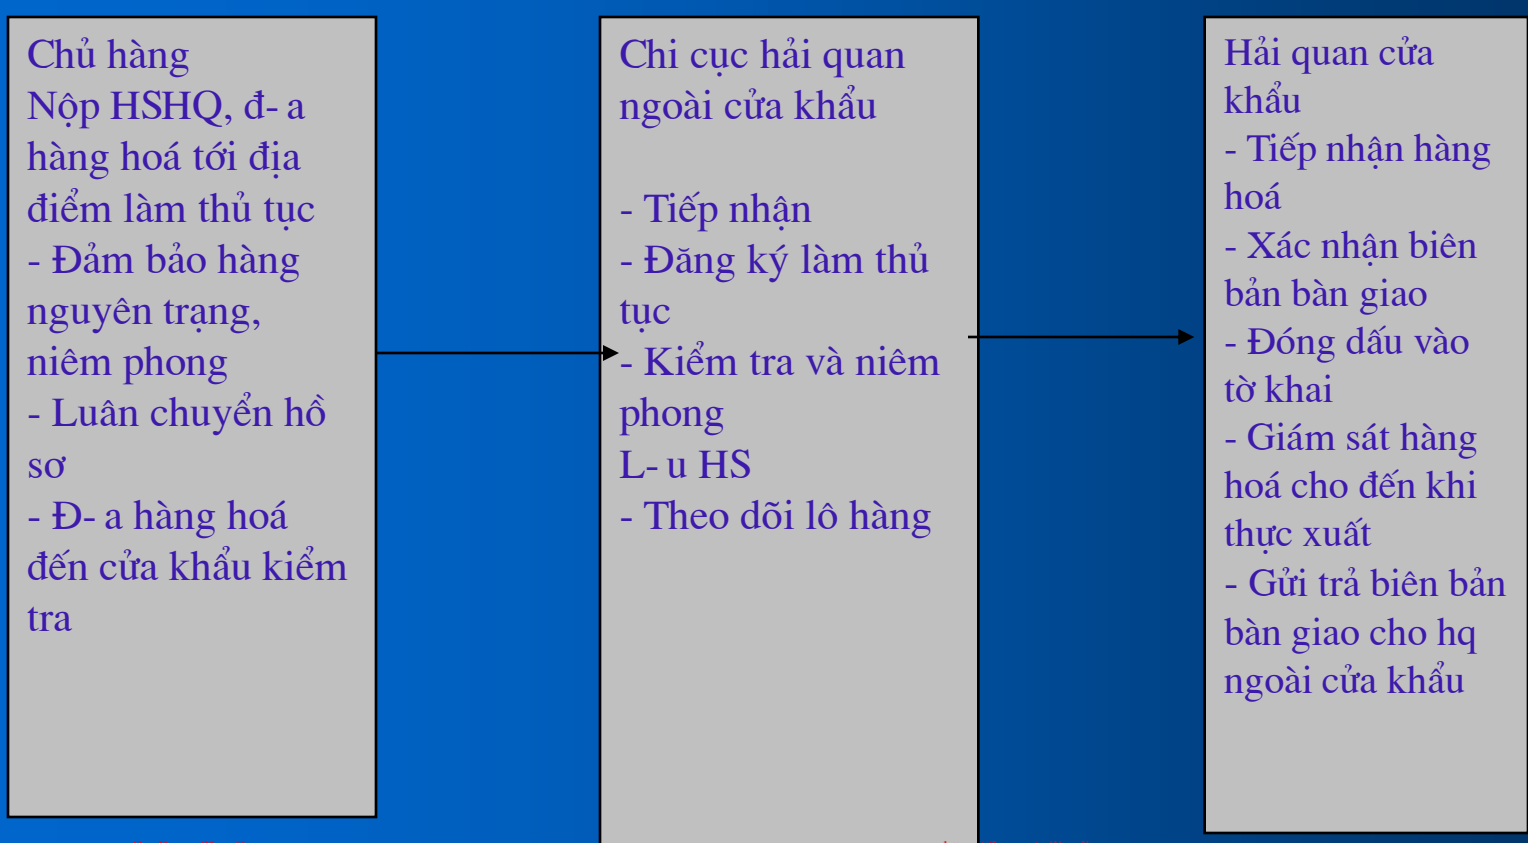 Chủ hàng
Nộp HSHQ, đ- a
hàng hoá tới địa
điểm làm thủ tục
- Đảm bảo hàng
nguyên trạng,
niêm phong
- Luân chuyển hồ
sơ
- Đ- a hàng hoá
đến cửa khẩu kiểm
tra
Chi cục hải quan
ngoài cửa khẩu
- Tiếp nhận
- Đăng ký làm thủ
tục
- Kiểm tra và niêm
phong
L- u HS
- Theo dõi lô hàng
Hải quan cửa
khẩu
- Tiếp nhận hàng
hoá
- Xác nhận biên
bản bàn giao
- Đóng dấu vào
tờ khai
- Giám sát hàng
hoá cho đến khi
thực xuất
- Gửi trả biên bản
bàn giao cho hq
ngoài cửa khẩu